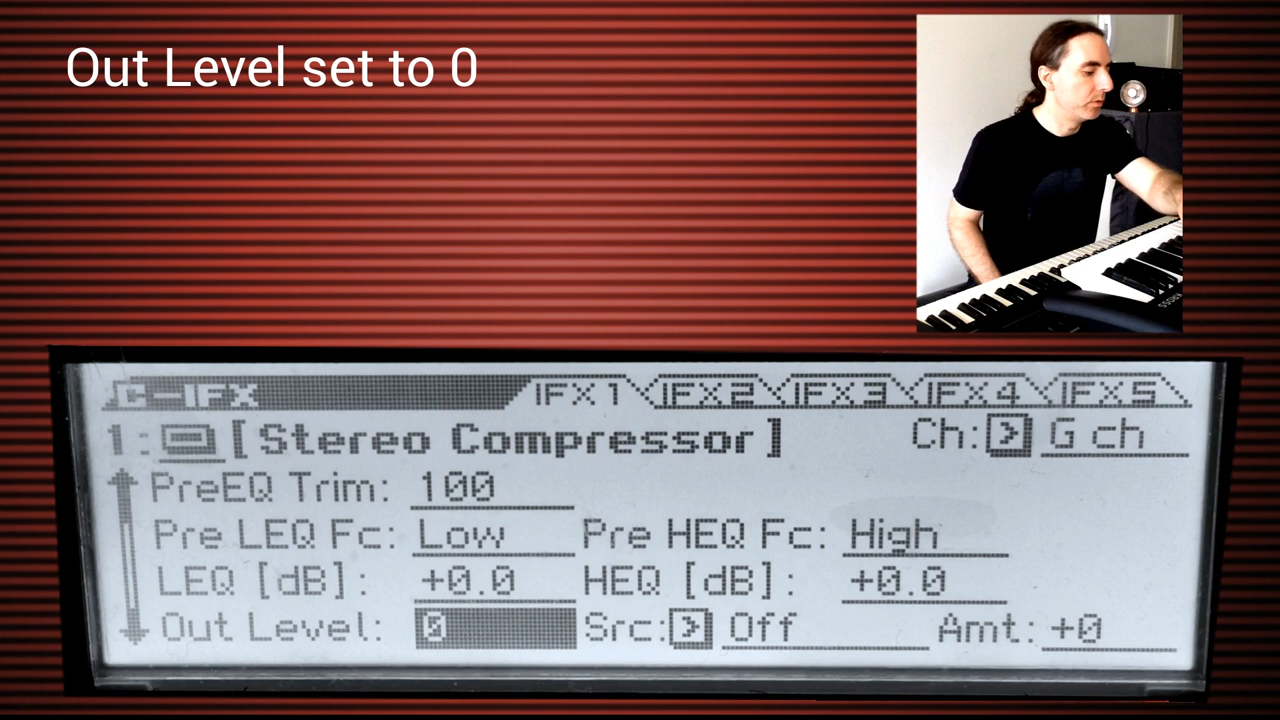 Out Level set to 0
KROSS
C-IFX IFX1 IFX2 IFX3 IFX4 IFX5
1: [Stereo Compressor] Ch: G ch
PreEQ Trim: 100
Pre LEQ Fc: Low Pre HEQ Fc: High
LEQ [dB]: +0.0 HEQ [dB]: +0.0
Out Level: 0 Src: Off Amt: +0